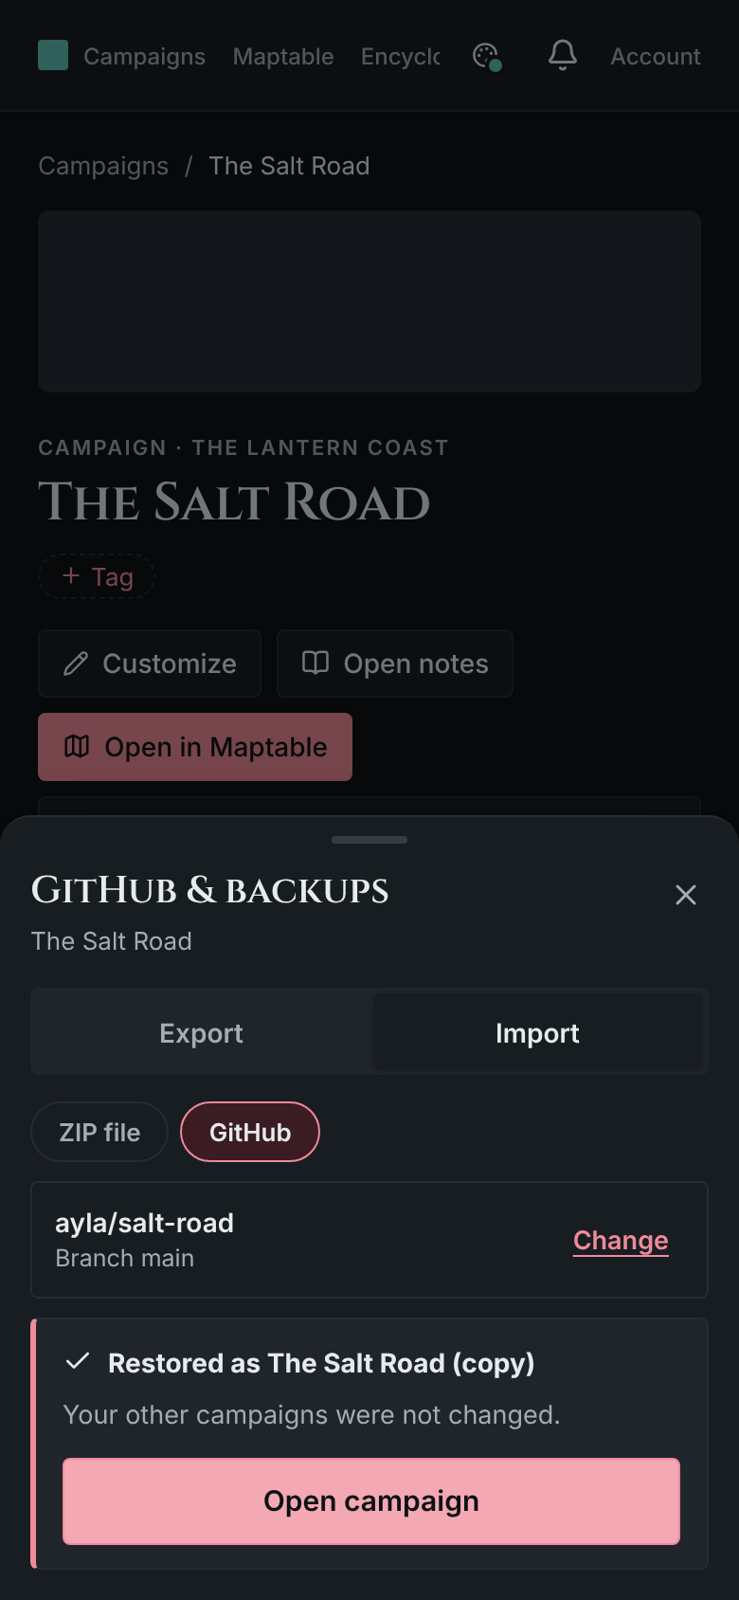 Campaigns Maptable Encyclc Account
Campaigns / The Salt Road
CAMPAIGN · THE LANTERN COAST
The Salt Road
+ Tag
Customize Open notes
Open in Maptable
GitHub & backups
The Salt Road
Export Import
ZIP file GitHub
ayla/salt-road
Branch main
Change
Restored as The Salt Road (copy)
Your other campaigns were not changed.
Open campaign